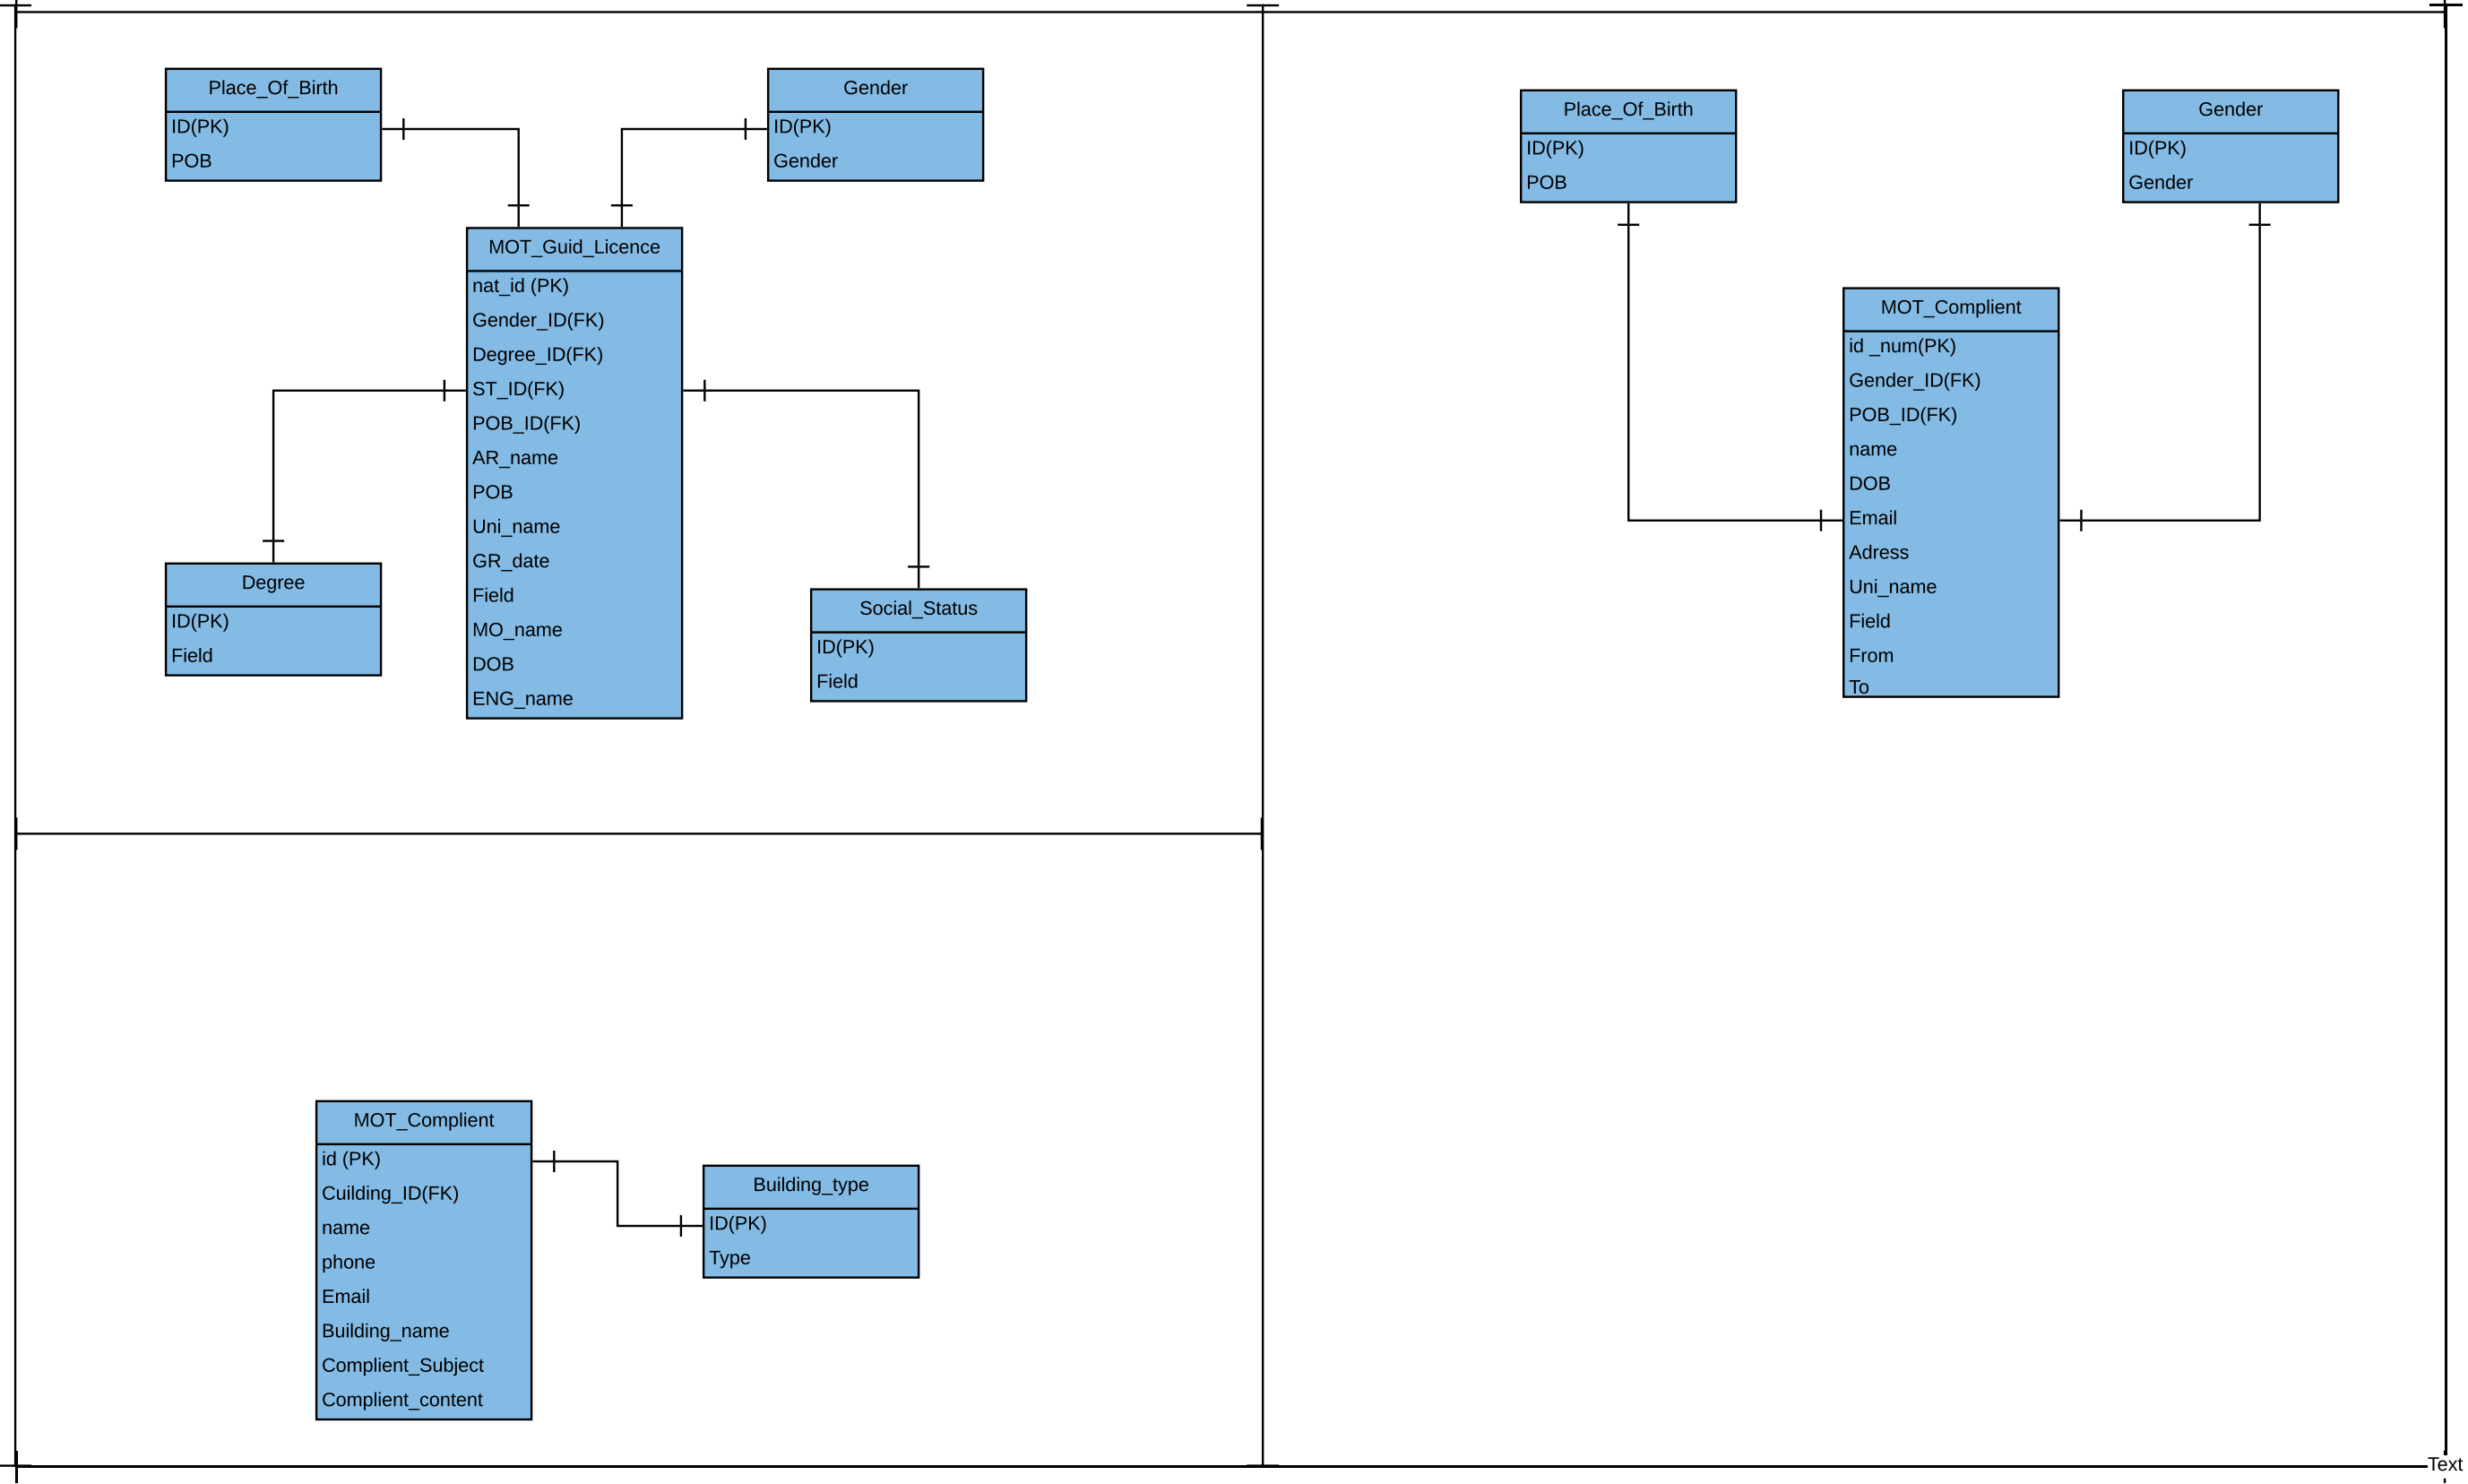 Place_Of_Birth
ID(PK)
POB
Gender
ID(PK)
Gender
MOT_Guid_Licence
nat_id (PK)
Gender_ID(FK)
Degree_ID(FK)
ST_ID(FK)
POB_ID(FK)
AR_name
POB
Uni_name
GR_date
Field
MO_name
DOB
ENG_name
Degree
ID(PK)
Field
Social_Status
ID(PK)
Field
Place_Of_Birth
ID(PK)
POB
Gender
ID(PK)
Gender
MOT_Complient
id _num(PK)
Gender_ID(FK)
POB_ID(FK)
name
DOB
Email
Adress
Uni_name
Field
From
To
MOT_Complient
id (PK)
Cuilding_ID(FK)
name
phone
Email
Building_name
Complient_Subject
Complient_content
Building_type
ID(PK)
Type
Text